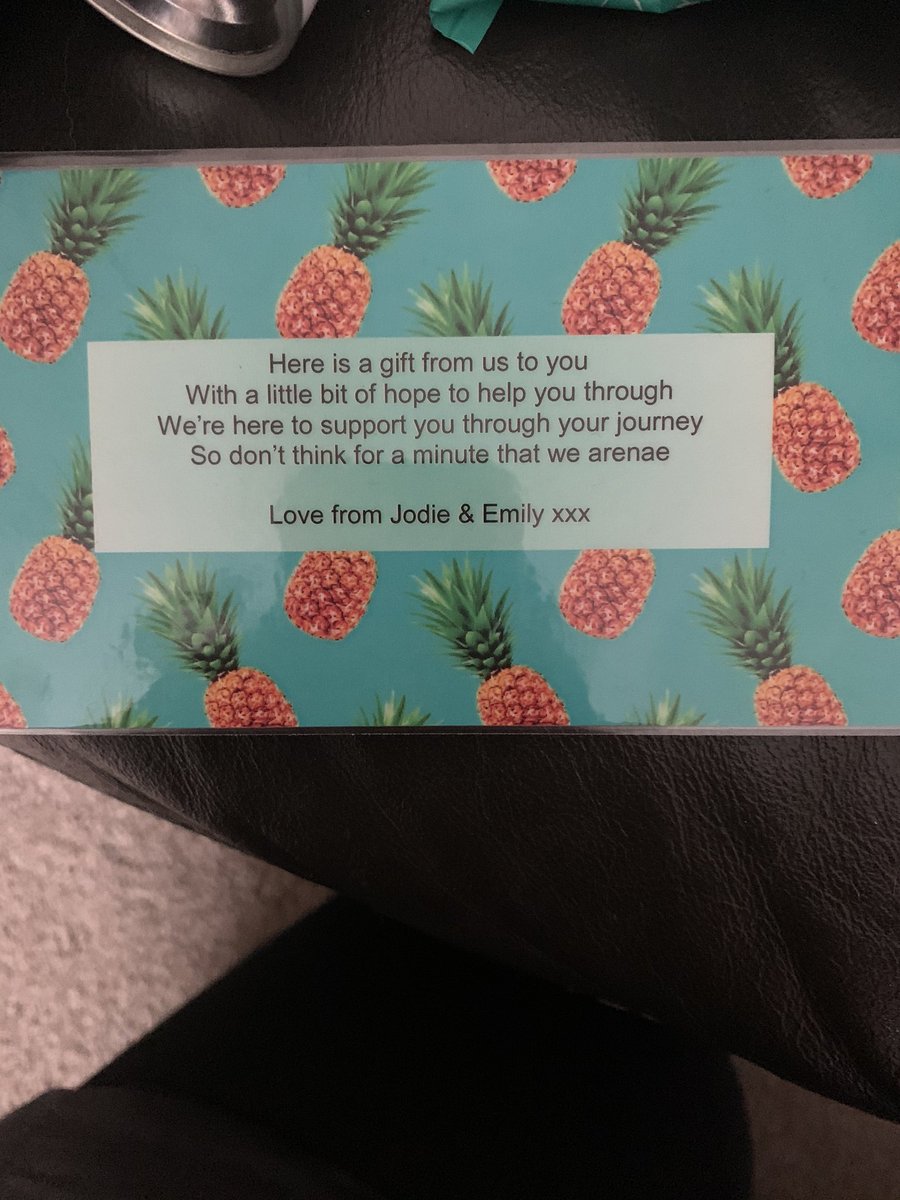 Here is a gift from us to you
With a little bit of hope to help you through
We're here to support you through your journey
So don't think for a minute that we arenae

Love from Jodie & Emily xxx